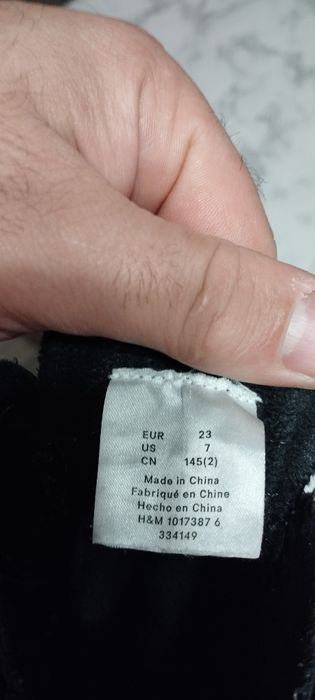 EUR 23
US 7
CN 145(2)
Made in China
Fabriqué en Chine
Hecho en China
H&M 1017387 6
334149